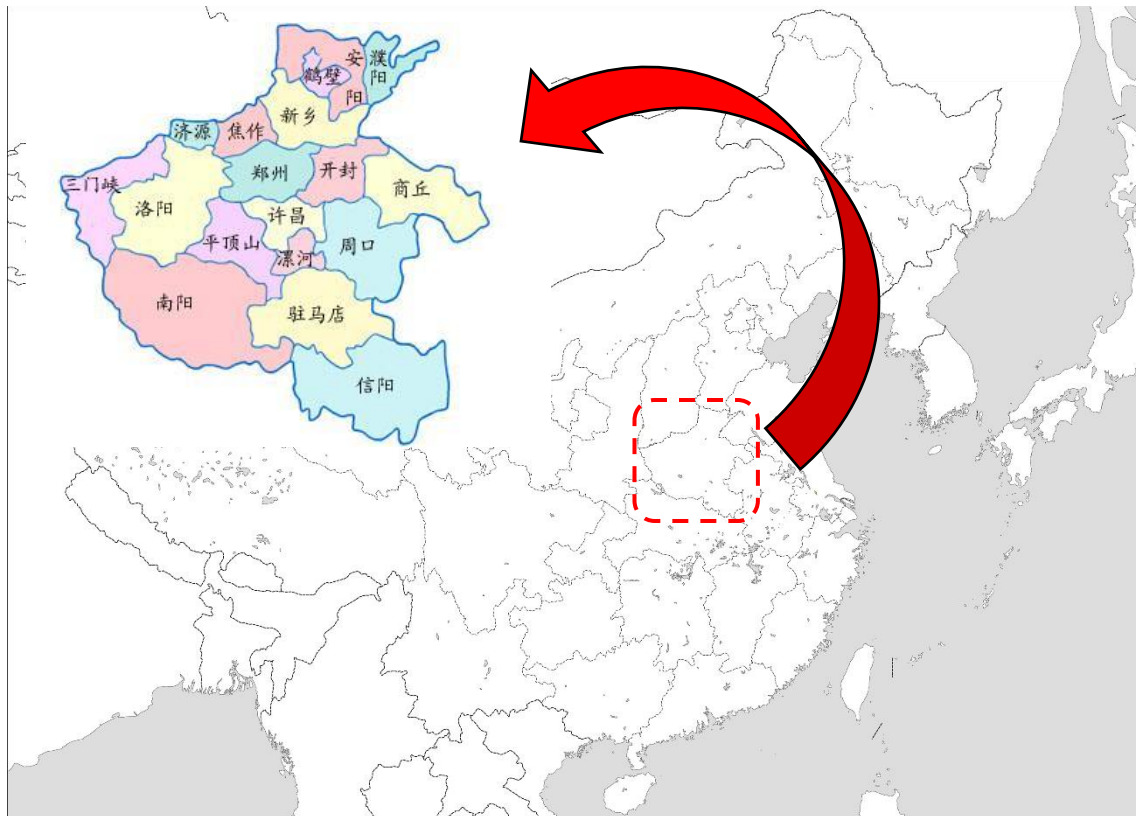 安阳
濮阳
鹤壁
新乡
济源
焦作
郑州
开封
三门峡
洛阳
商丘
许昌
平顶山
漯河
周口
南阳
驻马店
信阳